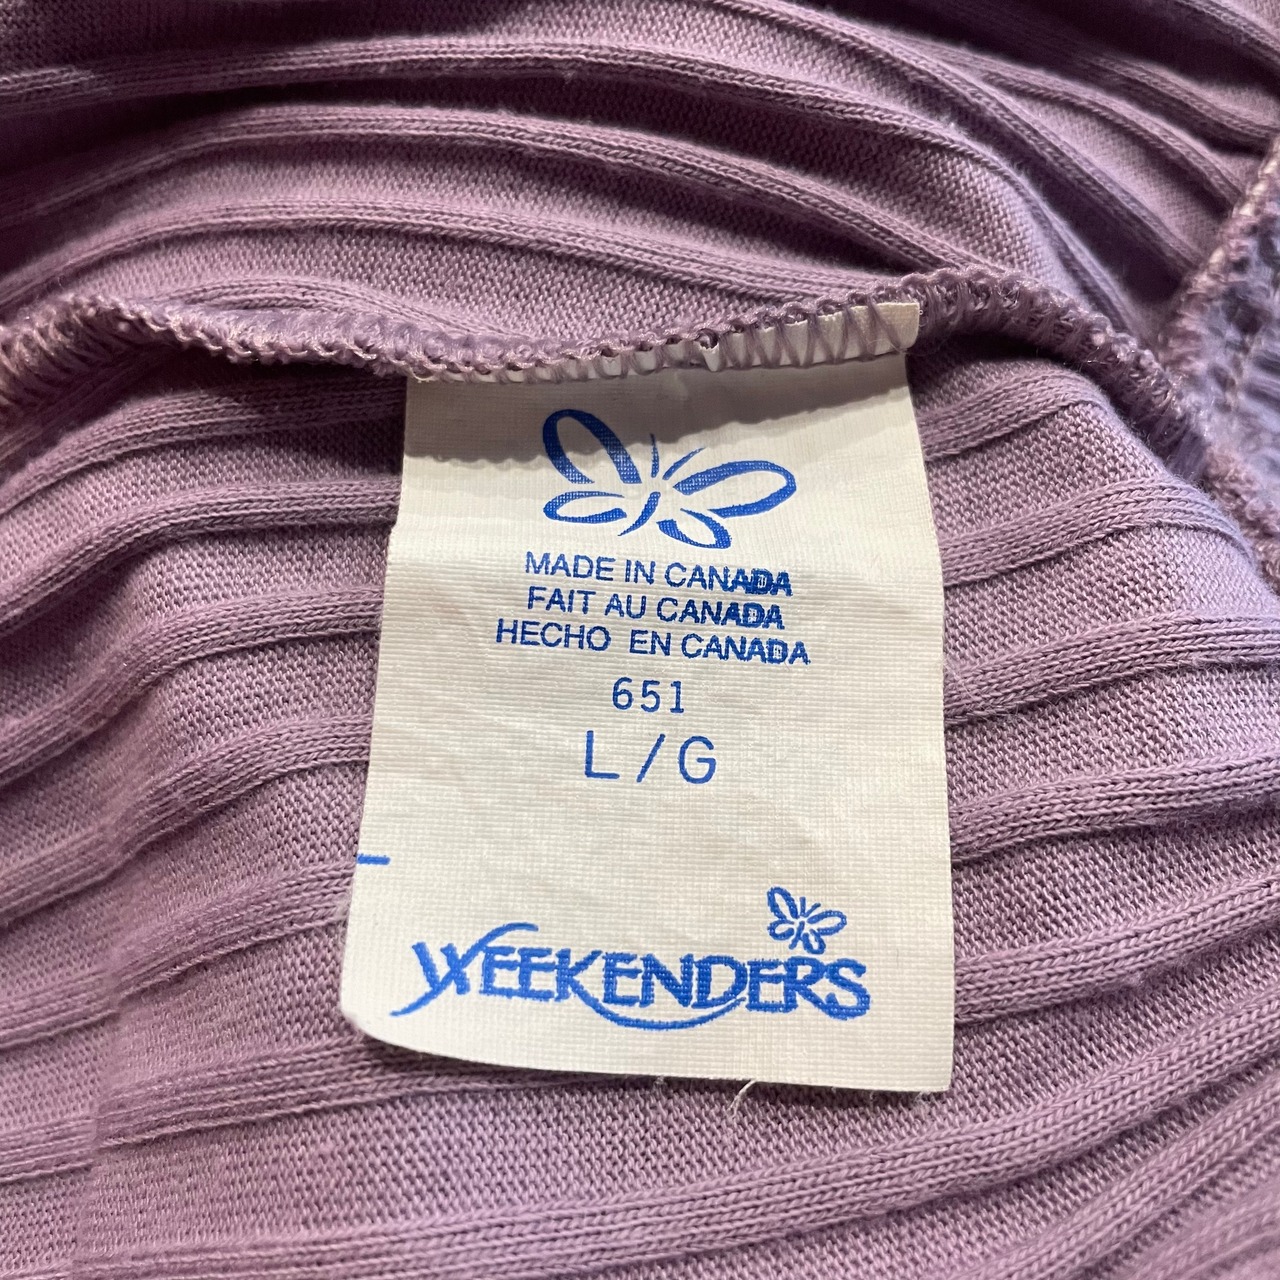 MADE IN CANADA
FAIT AU CANADA
HECHO EN CANADA
651
L/G
WEEKENDERS